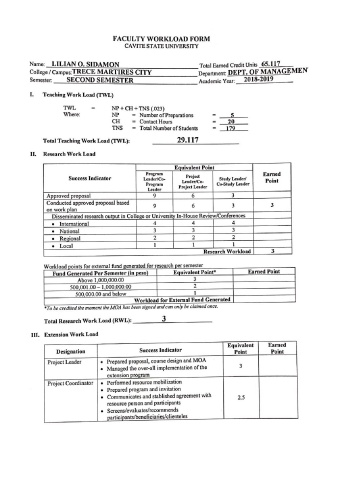 FACULTY WORKLOAD FORM
CAVITE STATE UNIVERSITY
Name: LILIAN O. SIDAMON Total Earned Credit Units 65.117
College / Campus: TRECE MARTIRES CITY Department: DEPT. OF MANAGEMEN
Semester: SECOND SEMESTER Academic Year: 2018-2019
I. Teaching Work Load (TWL)
TWL = NP + CH + TNS (.023)
Where: NP = Number of Preparations = 5
CH = Contact Hours = 20
TNS = Total Number of Students = 179
Total Teaching Work Load (TWL): 29.117
II. Research Work Load
Equivalent Point
Success Indicator Program Leader/Co-Program Leader Project Leader/Co-Project Leader Study Leader/Co-Study Leader Earned Point
Approved proposal 9 6 3
Conducted approved proposal based on work plan 9 6 3 3
Disseminated research output in College or University In-House Review/Conferences
• International 4 4 4
• National 3 3 3
• Regional 2 2 2
• Local 1 1 1
Research Workload 3
Workload points for external fund generated for research per semester
Fund Generated Per Semester (in peso) Equivalent Point* Earned Point
Above 1,000,000.00 3
500,001.00 – 1,000,000.00 2
500,000.00 and below 1
Workload for External Fund Generated
*To be credited the moment the MOA has been signed and can only be claimed once.
Total Research Work Load (RWL): 3
III. Extension Work Load
Designation Success Indicator Equivalent Point Earned Point
Project Leader • Prepared proposal, course design and MOA
• Managed the over-all implementation of the extension program 3
Project Coordinator • Performed resource mobilization
• Prepared program and invitation
• Communicates and stablished agreement with resource person and participants 2.5
• Screens/evaluates/recommends participants/beneficiaries/clienteles